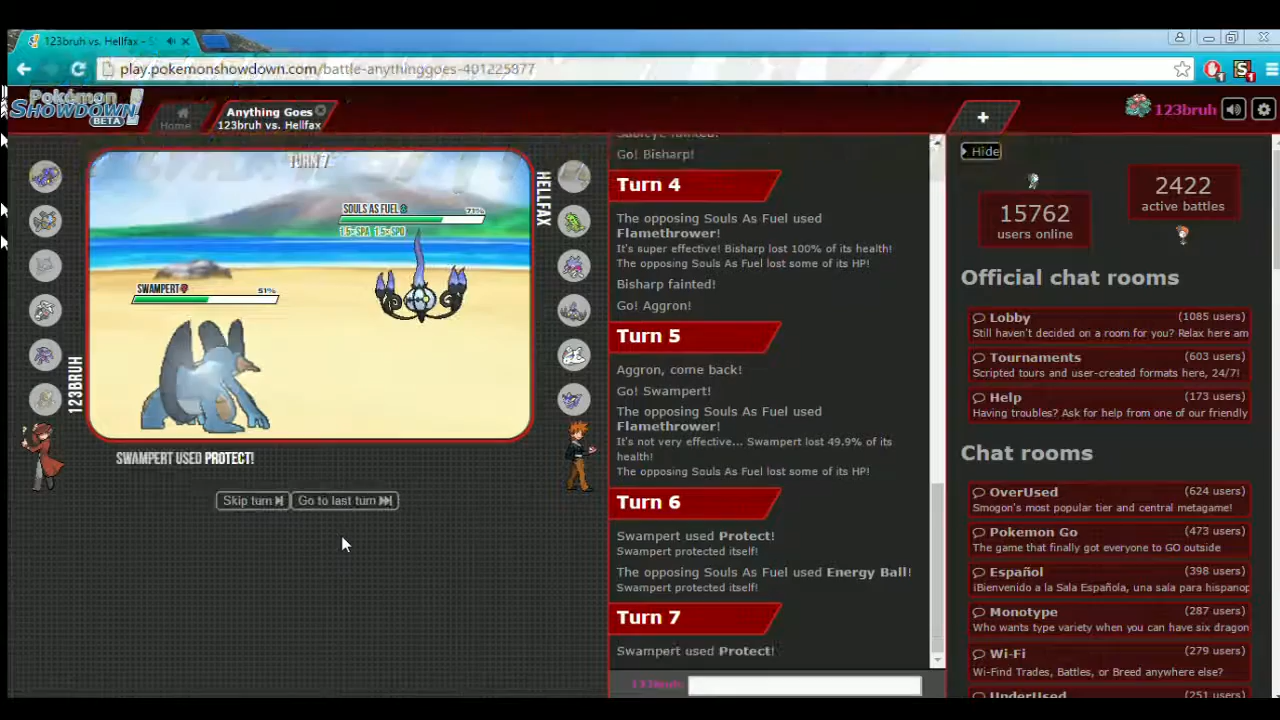 123bruh vs. Hellfax - S
play.pokemonshowdown.com/battle-anythinggoes-401225877
Pokémon
SHOWDOWN!
BETA
Home
Anything Goes
123bruh vs. Hellfax
+
123bruh
TURN 7
HELLFAX
SOULS AS FUEL
71%
1.5× SPA 1.5× SPD
SWAMPERT
51%
123BRUH
SWAMPERT USED PROTECT!
Skip turn
Go to last turn
Sableye fainted!
Go! Bisharp!
Turn 4
The opposing Souls As Fuel used
Flamethrower!
It's super effective! Bisharp lost 100% of its health!
The opposing Souls As Fuel lost some of its HP!
Bisharp fainted!
Go! Aggron!
Turn 5
Aggron, come back!
Go! Swampert!
The opposing Souls As Fuel used
Flamethrower!
It's not very effective... Swampert lost 49.9% of its
health!
The opposing Souls As Fuel lost some of its HP!
Turn 6
Swampert used Protect!
Swampert protected itself!
The opposing Souls As Fuel used Energy Ball!
Swampert protected itself!
Turn 7
Swampert used Protect!
123bruh:
Hide
15762
users online
2422
active battles
Official chat rooms
Lobby
(1085 users)
Still haven't decided on a room for you? Relax here am
Tournaments
(603 users)
Scripted tours and user-created formats here, 24/7!
Help
(173 users)
Having troubles? Ask for help from one of our friendly
Chat rooms
OverUsed
(624 users)
Smogon's most popular tier and central metagame!
Pokemon Go
(473 users)
The game that finally got everyone to GO outside
Español
(398 users)
¡Bienvenido a la Sala Española, una sala para hispanop
Monotype
(287 users)
Who wants type variety when you can have six dragon
Wi-Fi
(279 users)
Wi-Find Trades, Battles, or Breed anywhere else?
UnderUsed
(251 users)